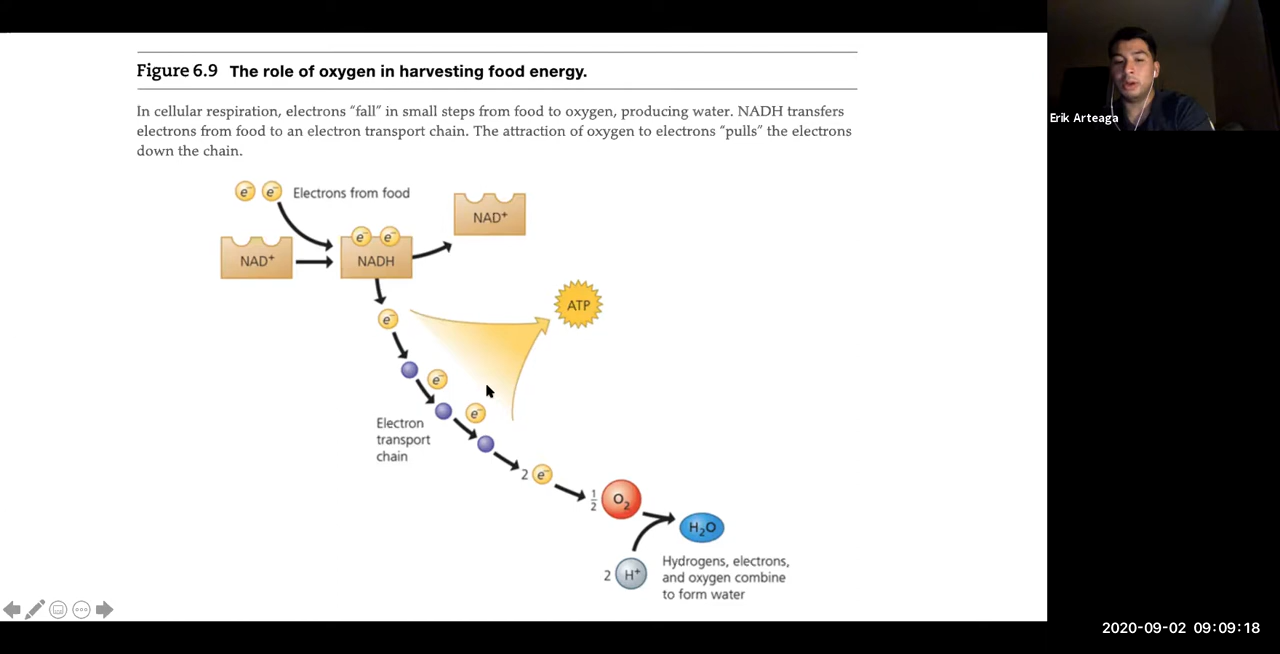 Figure 6.9 The role of oxygen in harvesting food energy.
In cellular respiration, electrons “fall” in small steps from food to oxygen, producing water. NADH transfers
electrons from food to an electron transport chain. The attraction of oxygen to electrons “pulls” the electrons
down the chain.
Erik Arteaga
e⁻ e⁻ Electrons from food
NAD⁺
e⁻ e⁻
NAD⁺
NADH
ATP
e⁻
e⁻
e⁻
Electron
transport
chain
2 e⁻
1/2 O₂
H₂O
2 H⁺
Hydrogens, electrons,
and oxygen combine
to form water
2020-09-02 09:09:18